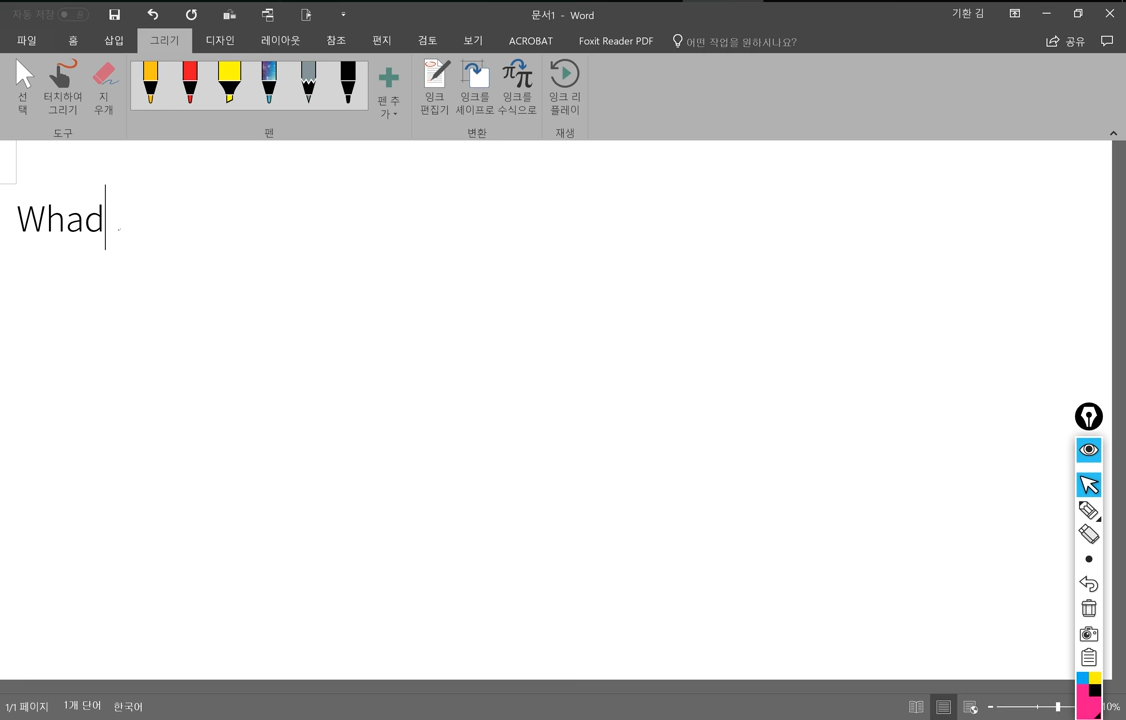 자동 저장 끔
문서1 - Word
기환 김
파일 홈 삽입 그리기 디자인 레이아웃 참조 편지 검토 보기 ACROBAT Foxit Reader PDF 어떤 작업을 원하시나요? 공유
선택
터치하여 그리기
지우개
펜 추가
잉크 편집기
잉크를 셰이프로
잉크를 수식으로
잉크 리플레이
도구 펜 변환 재생
Whad
1/1 페이지 1개 단어 한국어 10%